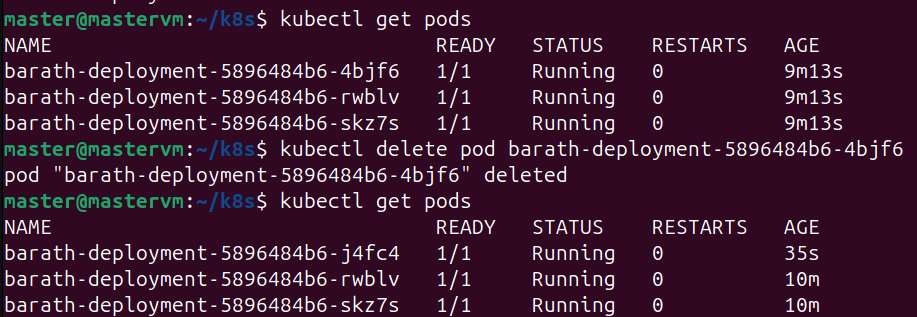 master@mastervm:~/k8s$ kubectl get pods
NAME                                READY   STATUS    RESTARTS   AGE
barath-deployment-5896484b6-4bjf6   1/1     Running   0          9m13s
barath-deployment-5896484b6-rwblv   1/1     Running   0          9m13s
barath-deployment-5896484b6-skz7s   1/1     Running   0          9m13s
master@mastervm:~/k8s$ kubectl delete pod barath-deployment-5896484b6-4bjf6
pod "barath-deployment-5896484b6-4bjf6" deleted
master@mastervm:~/k8s$ kubectl get pods
NAME                                READY   STATUS    RESTARTS   AGE
barath-deployment-5896484b6-j4fc4   1/1     Running   0          35s
barath-deployment-5896484b6-rwblv   1/1     Running   0          10m
barath-deployment-5896484b6-skz7s   1/1     Running   0          10m